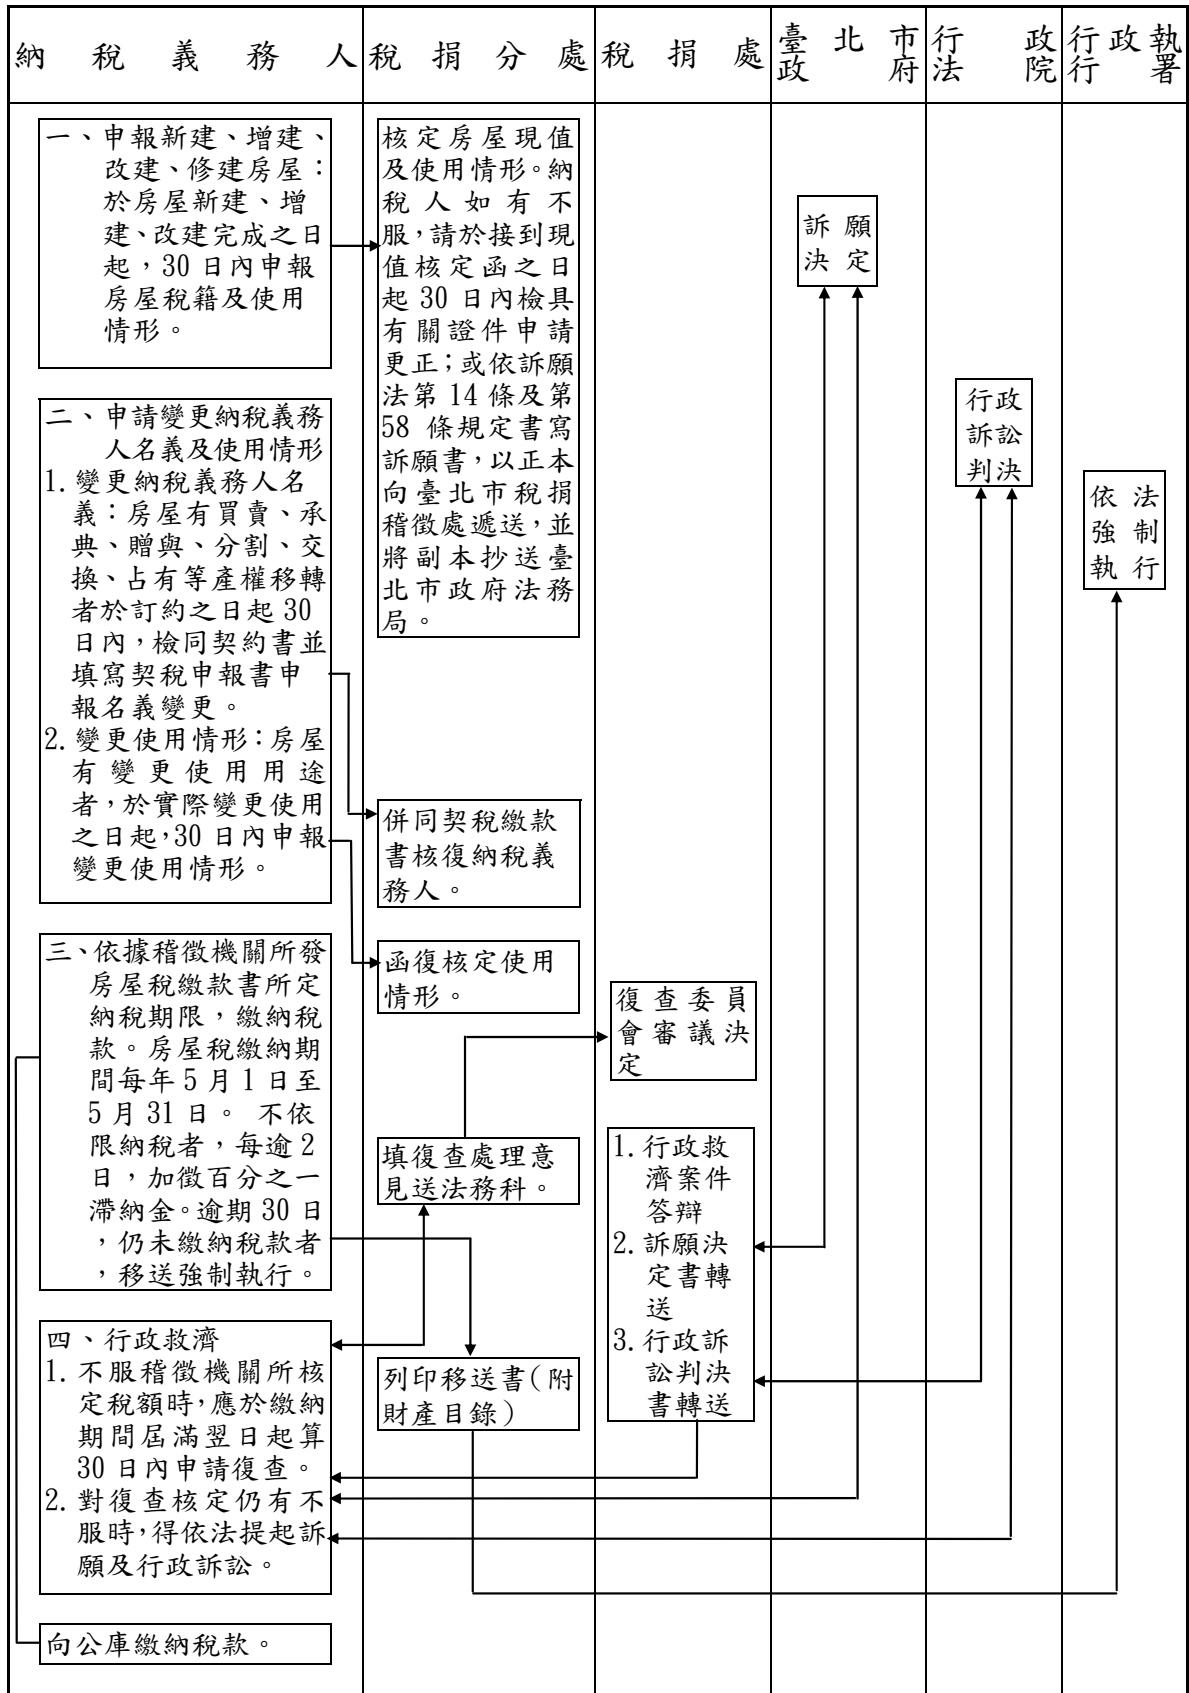 納稅義務人
稅捐分處
稅捐處
臺北市
政府
行政
法院
行政執
行署
一、申報新建、增建、
改建、修建房屋：
於房屋新建、增
建、改建完成之日
起，30 日內申報
房屋稅籍及使用
情形。
核定房屋現值
及使用情形。納
稅人如有不
服，請於接到現
值核定函之日
起 30 日內檢具
有關證件申請
更正；或依訴願
法第 14 條及第
58 條規定書寫
訴願書，以正本
向臺北市稅捐
稽徵處遞送，並
將副本抄送臺
北市政府法務
局。
訴願
決定
行政
訴訟
判決
依法
強制
執行
二、申請變更納稅義務
人名義及使用情形
1. 變更納稅義務人名
義：房屋有買賣、承
典、贈與、分割、交
換、占有等產權移轉
者於訂約之日起 30
日內，檢同契約書並
填寫契稅申報書申
報名義變更。
2. 變更使用情形：房屋
有變更使用用途
者，於實際變更使用
之日起，30 日內申報
變更使用情形。
併同契稅繳款
書核復納稅義
務人。
函復核定使用
情形。
三、依據稽徵機關所發
房屋稅繳款書所定
納稅期限，繳納稅
款。房屋稅繳納期
間每年 5 月 1 日至
5 月 31 日。 不依
限納稅者，每逾 2
日，加徵百分之一
滯納金。逾期 30 日
，仍未繳納稅款者
，移送強制執行。
復查委員
會審議決
定
填復查處理意
見送法務科。
1. 行政救
濟案件
答辯
2. 訴願決
定書轉
送
3. 行政訴
訟判決
書轉送
四、行政救濟
1. 不服稽徵機關所核
定稅額時，應於繳納
期間屆滿翌日起算
30 日內申請復查。
2. 對復查核定仍有不
服時，得依法提起訴
願及行政訴訟。
列印移送書（附
財產目錄）
向公庫繳納稅款。